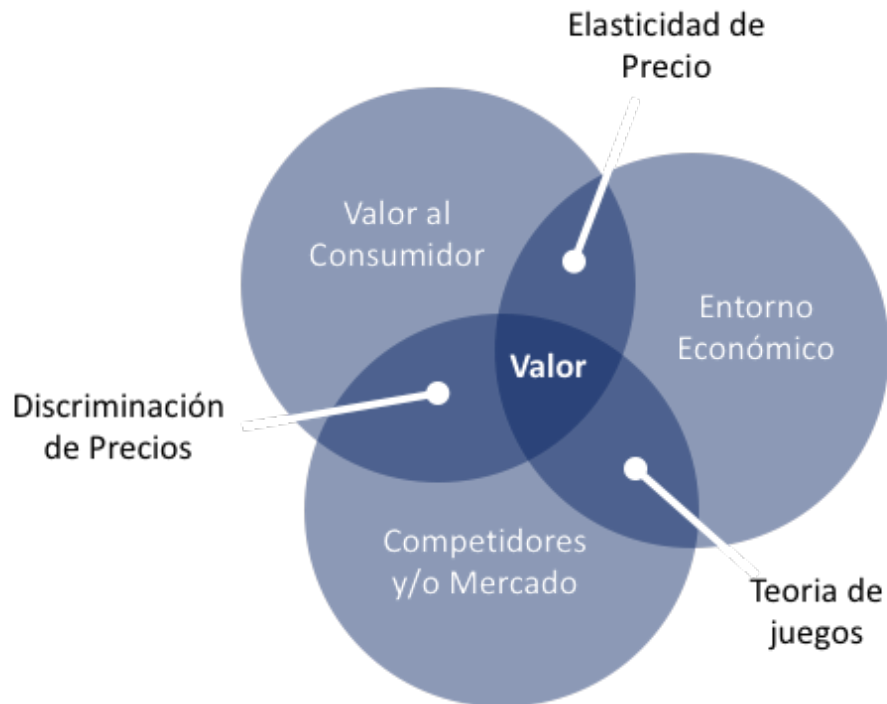 Elasticidad de
Precio
Valor al
Consumidor
Entorno
Económico
Valor
Discriminación
de Precios
Competidores
y/o Mercado
Teoria de
juegos